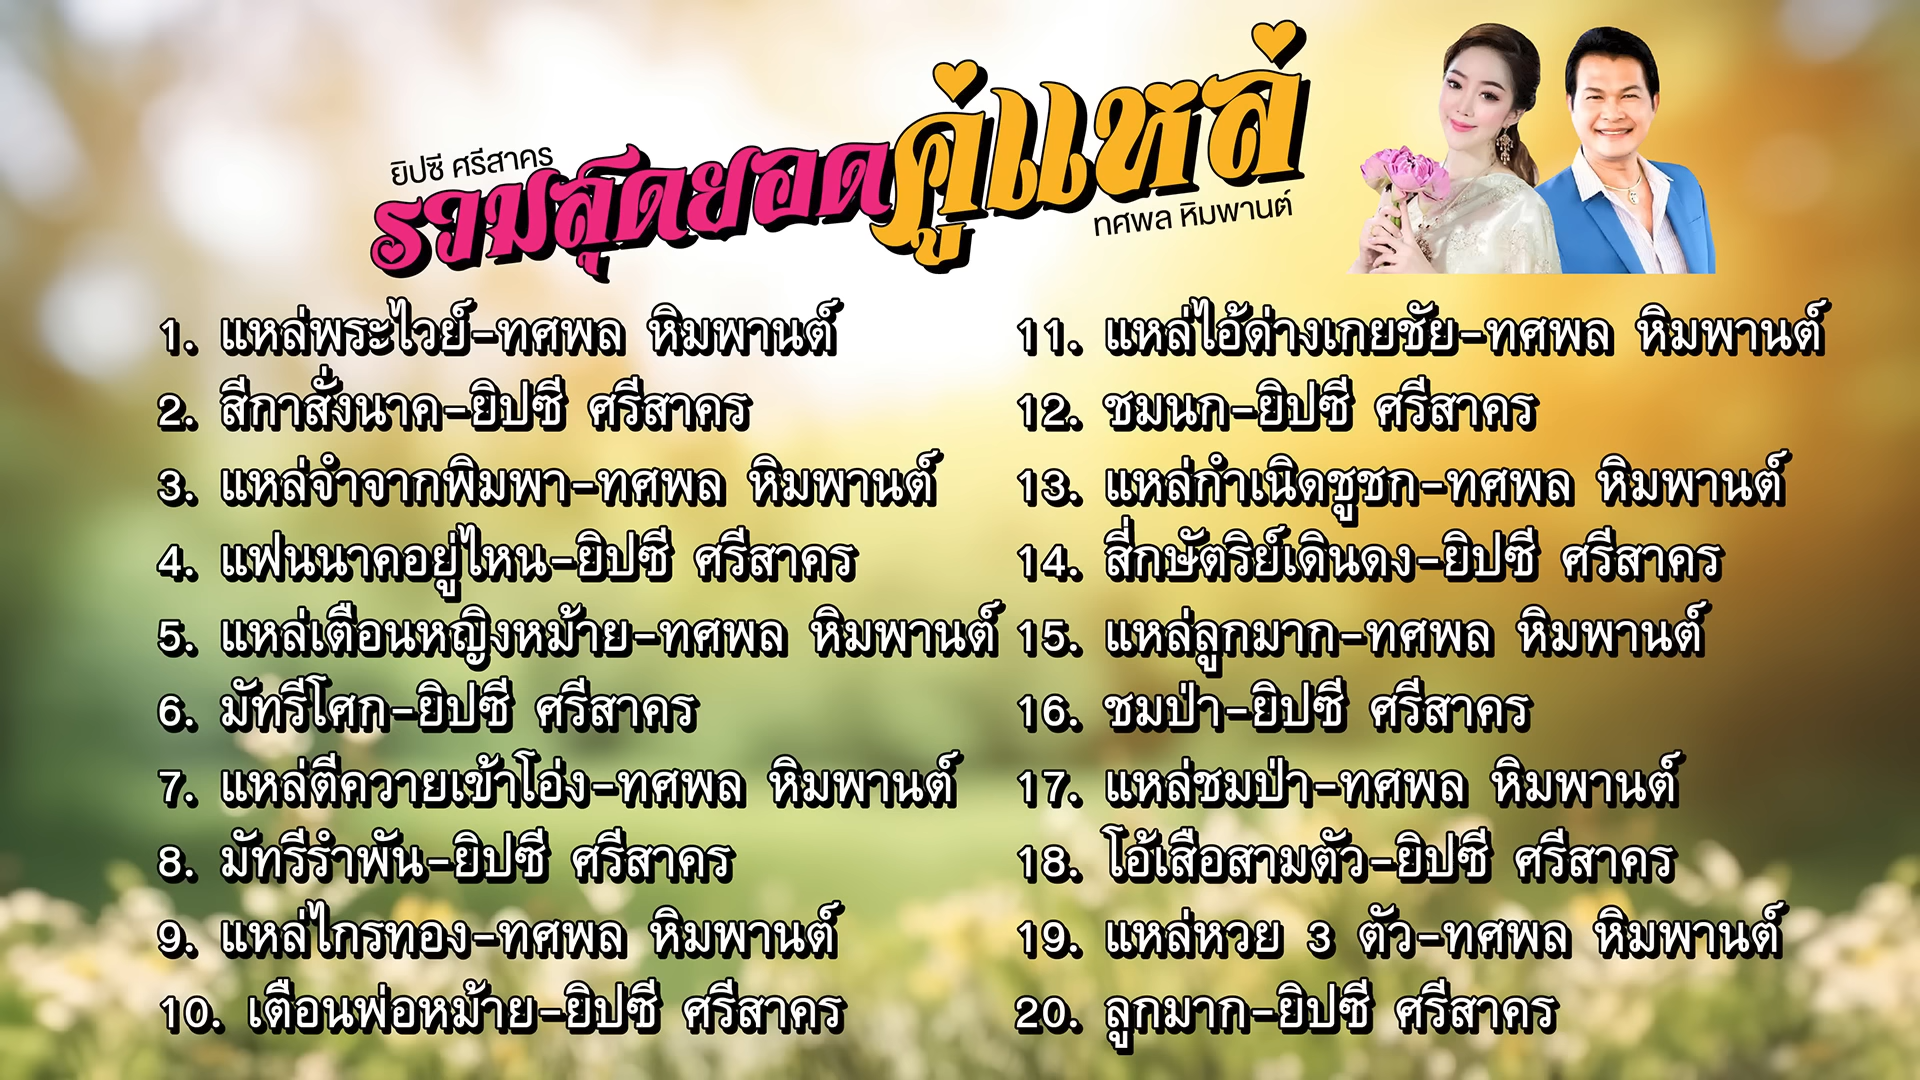 ยิปซี ศรีสาคร
รวมสุดยอดคู่แหล่
ทศพล หิมพานต์
1. แหล่พระไวย์-ทศพล หิมพานต์
2. สีกาสั่งนาค-ยิปซี ศรีสาคร
3. แหล่จำจากพิมพา-ทศพล หิมพานต์
4. แฟนนาคอยู่ไหน-ยิปซี ศรีสาคร
5. แหล่เตือนหญิงหม้าย-ทศพล หิมพานต์
6. มัทรีโศก-ยิปซี ศรีสาคร
7. แหล่ตีควายเข้าโอ่ง-ทศพล หิมพานต์
8. มัทรีรำพัน-ยิปซี ศรีสาคร
9. แหล่ไกรทอง-ทศพล หิมพานต์
10. เตือนพ่อหม้าย-ยิปซี ศรีสาคร
11. แหล่ไอ้ด่างเกยชัย-ทศพล หิมพานต์
12. ชมนก-ยิปซี ศรีสาคร
13. แหล่กำเนิดชูชก-ทศพล หิมพานต์
14. สี่กษัตริย์เดินดง-ยิปซี ศรีสาคร
15. แหล่ลูกมาก-ทศพล หิมพานต์
16. ชมป่า-ยิปซี ศรีสาคร
17. แหล่ชมป่า-ทศพล หิมพานต์
18. โอ้เสือสามตัว-ยิปซี ศรีสาคร
19. แหล่หวย 3 ตัว-ทศพล หิมพานต์
20. ลูกมาก-ยิปซี ศรีสาคร